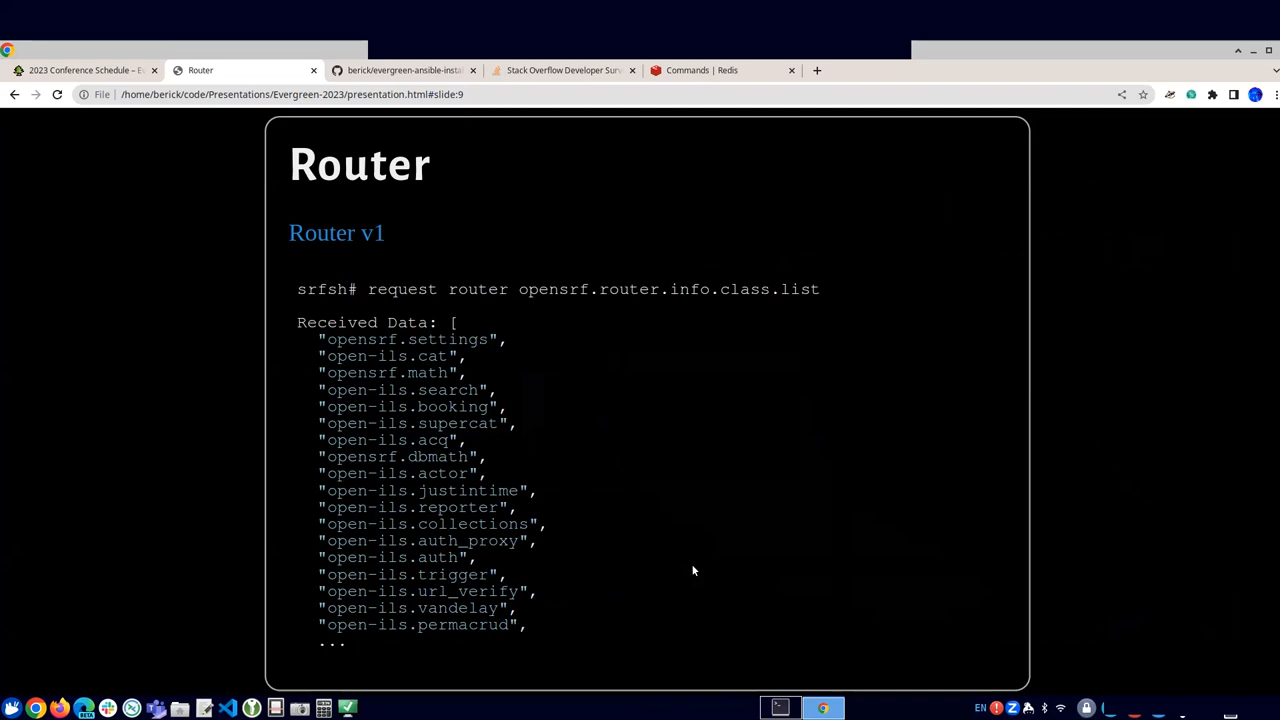 2023 Conference Schedule – Ev
Router
berick/evergreen-ansible-instal
Stack Overflow Developer Surv
Commands | Redis
File
/home/berick/code/Presentations/Evergreen-2023/presentation.html#slide:9
Router
Router v1
srfsh# request router opensrf.router.info.class.list
Received Data: [
"opensrf.settings",
"open-ils.cat",
"opensrf.math",
"open-ils.search",
"open-ils.booking",
"open-ils.supercat",
"open-ils.acq",
"opensrf.dbmath",
"open-ils.actor",
"open-ils.justintime",
"open-ils.reporter",
"open-ils.collections",
"open-ils.auth_proxy",
"open-ils.auth",
"open-ils.trigger",
"open-ils.url_verify",
"open-ils.vandelay",
"open-ils.permacrud",
...
EN